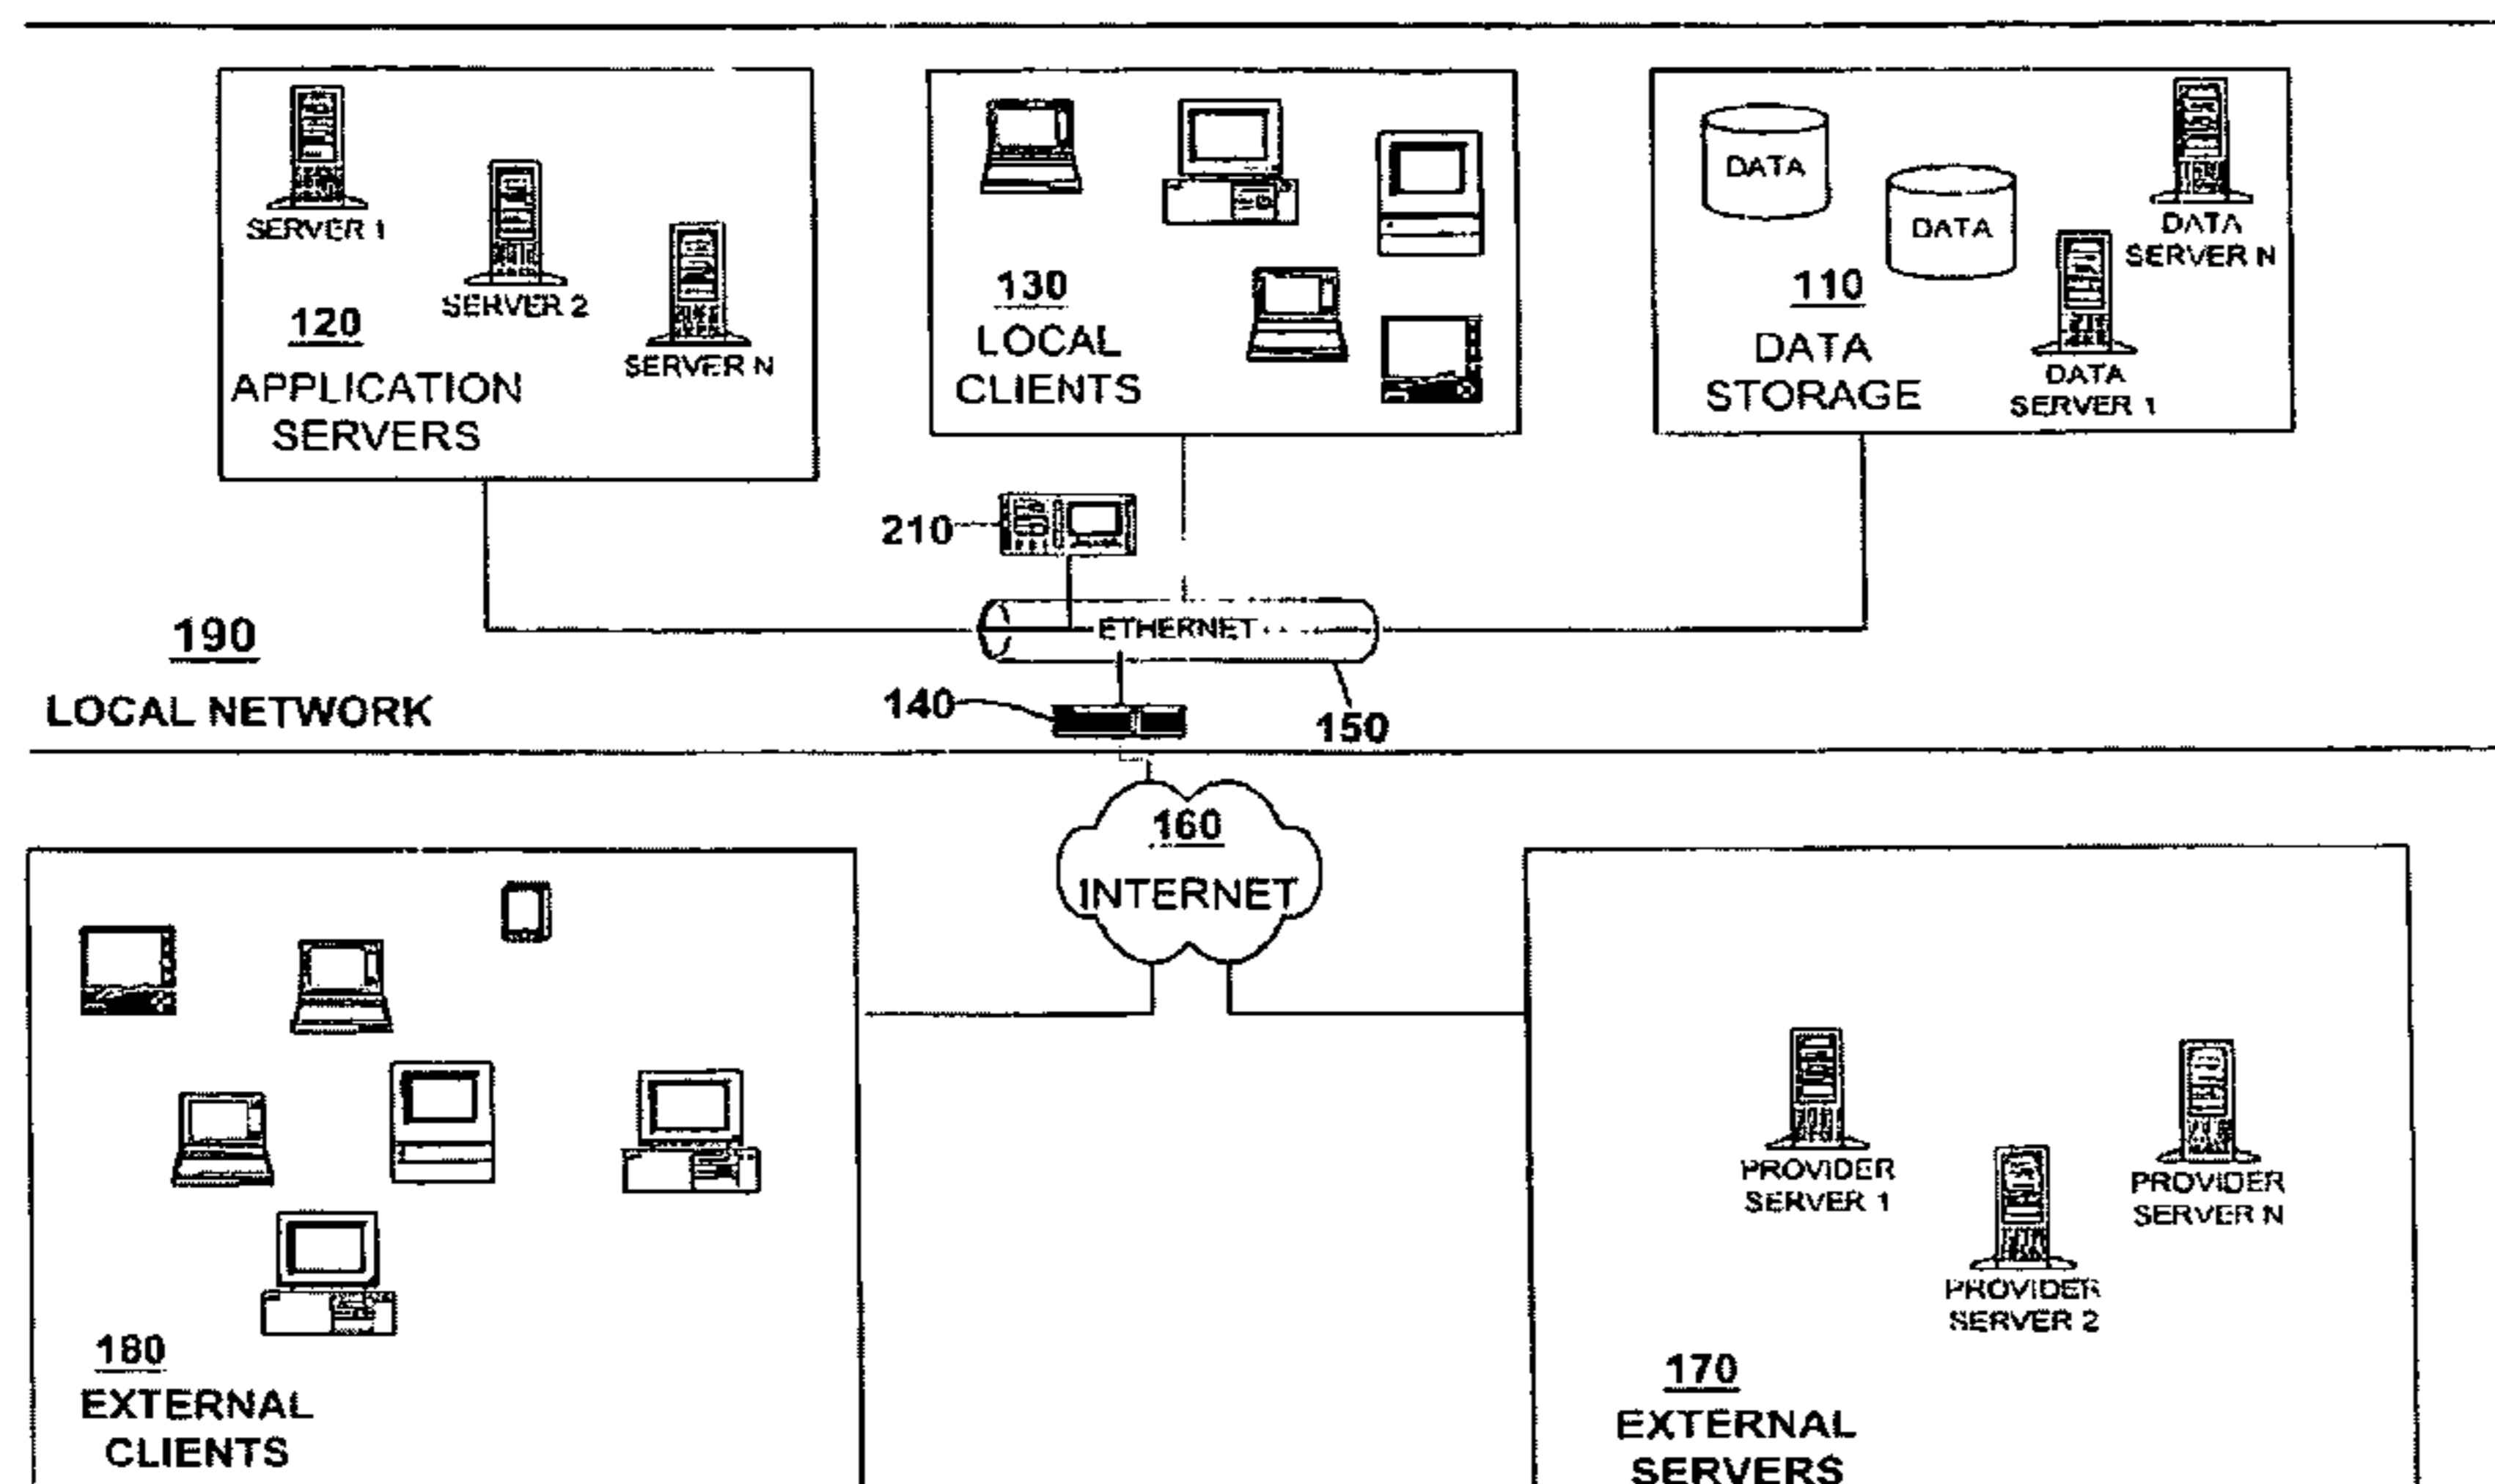 SERVER 1
SERVER 2
SERVER N
120
APPLICATION
SERVERS
130
LOCAL
CLIENTS
DATA
DATA
DATA
SERVER N
110
DATA
STORAGE
DATA
SERVER 1
210
ETHERNET
190
LOCAL NETWORK
140
150
160
INTERNET
180
EXTERNAL
CLIENTS
PROVIDER
SERVER 1
PROVIDER
SERVER N
PROVIDER
SERVER 2
170
EXTERNAL
SERVERS